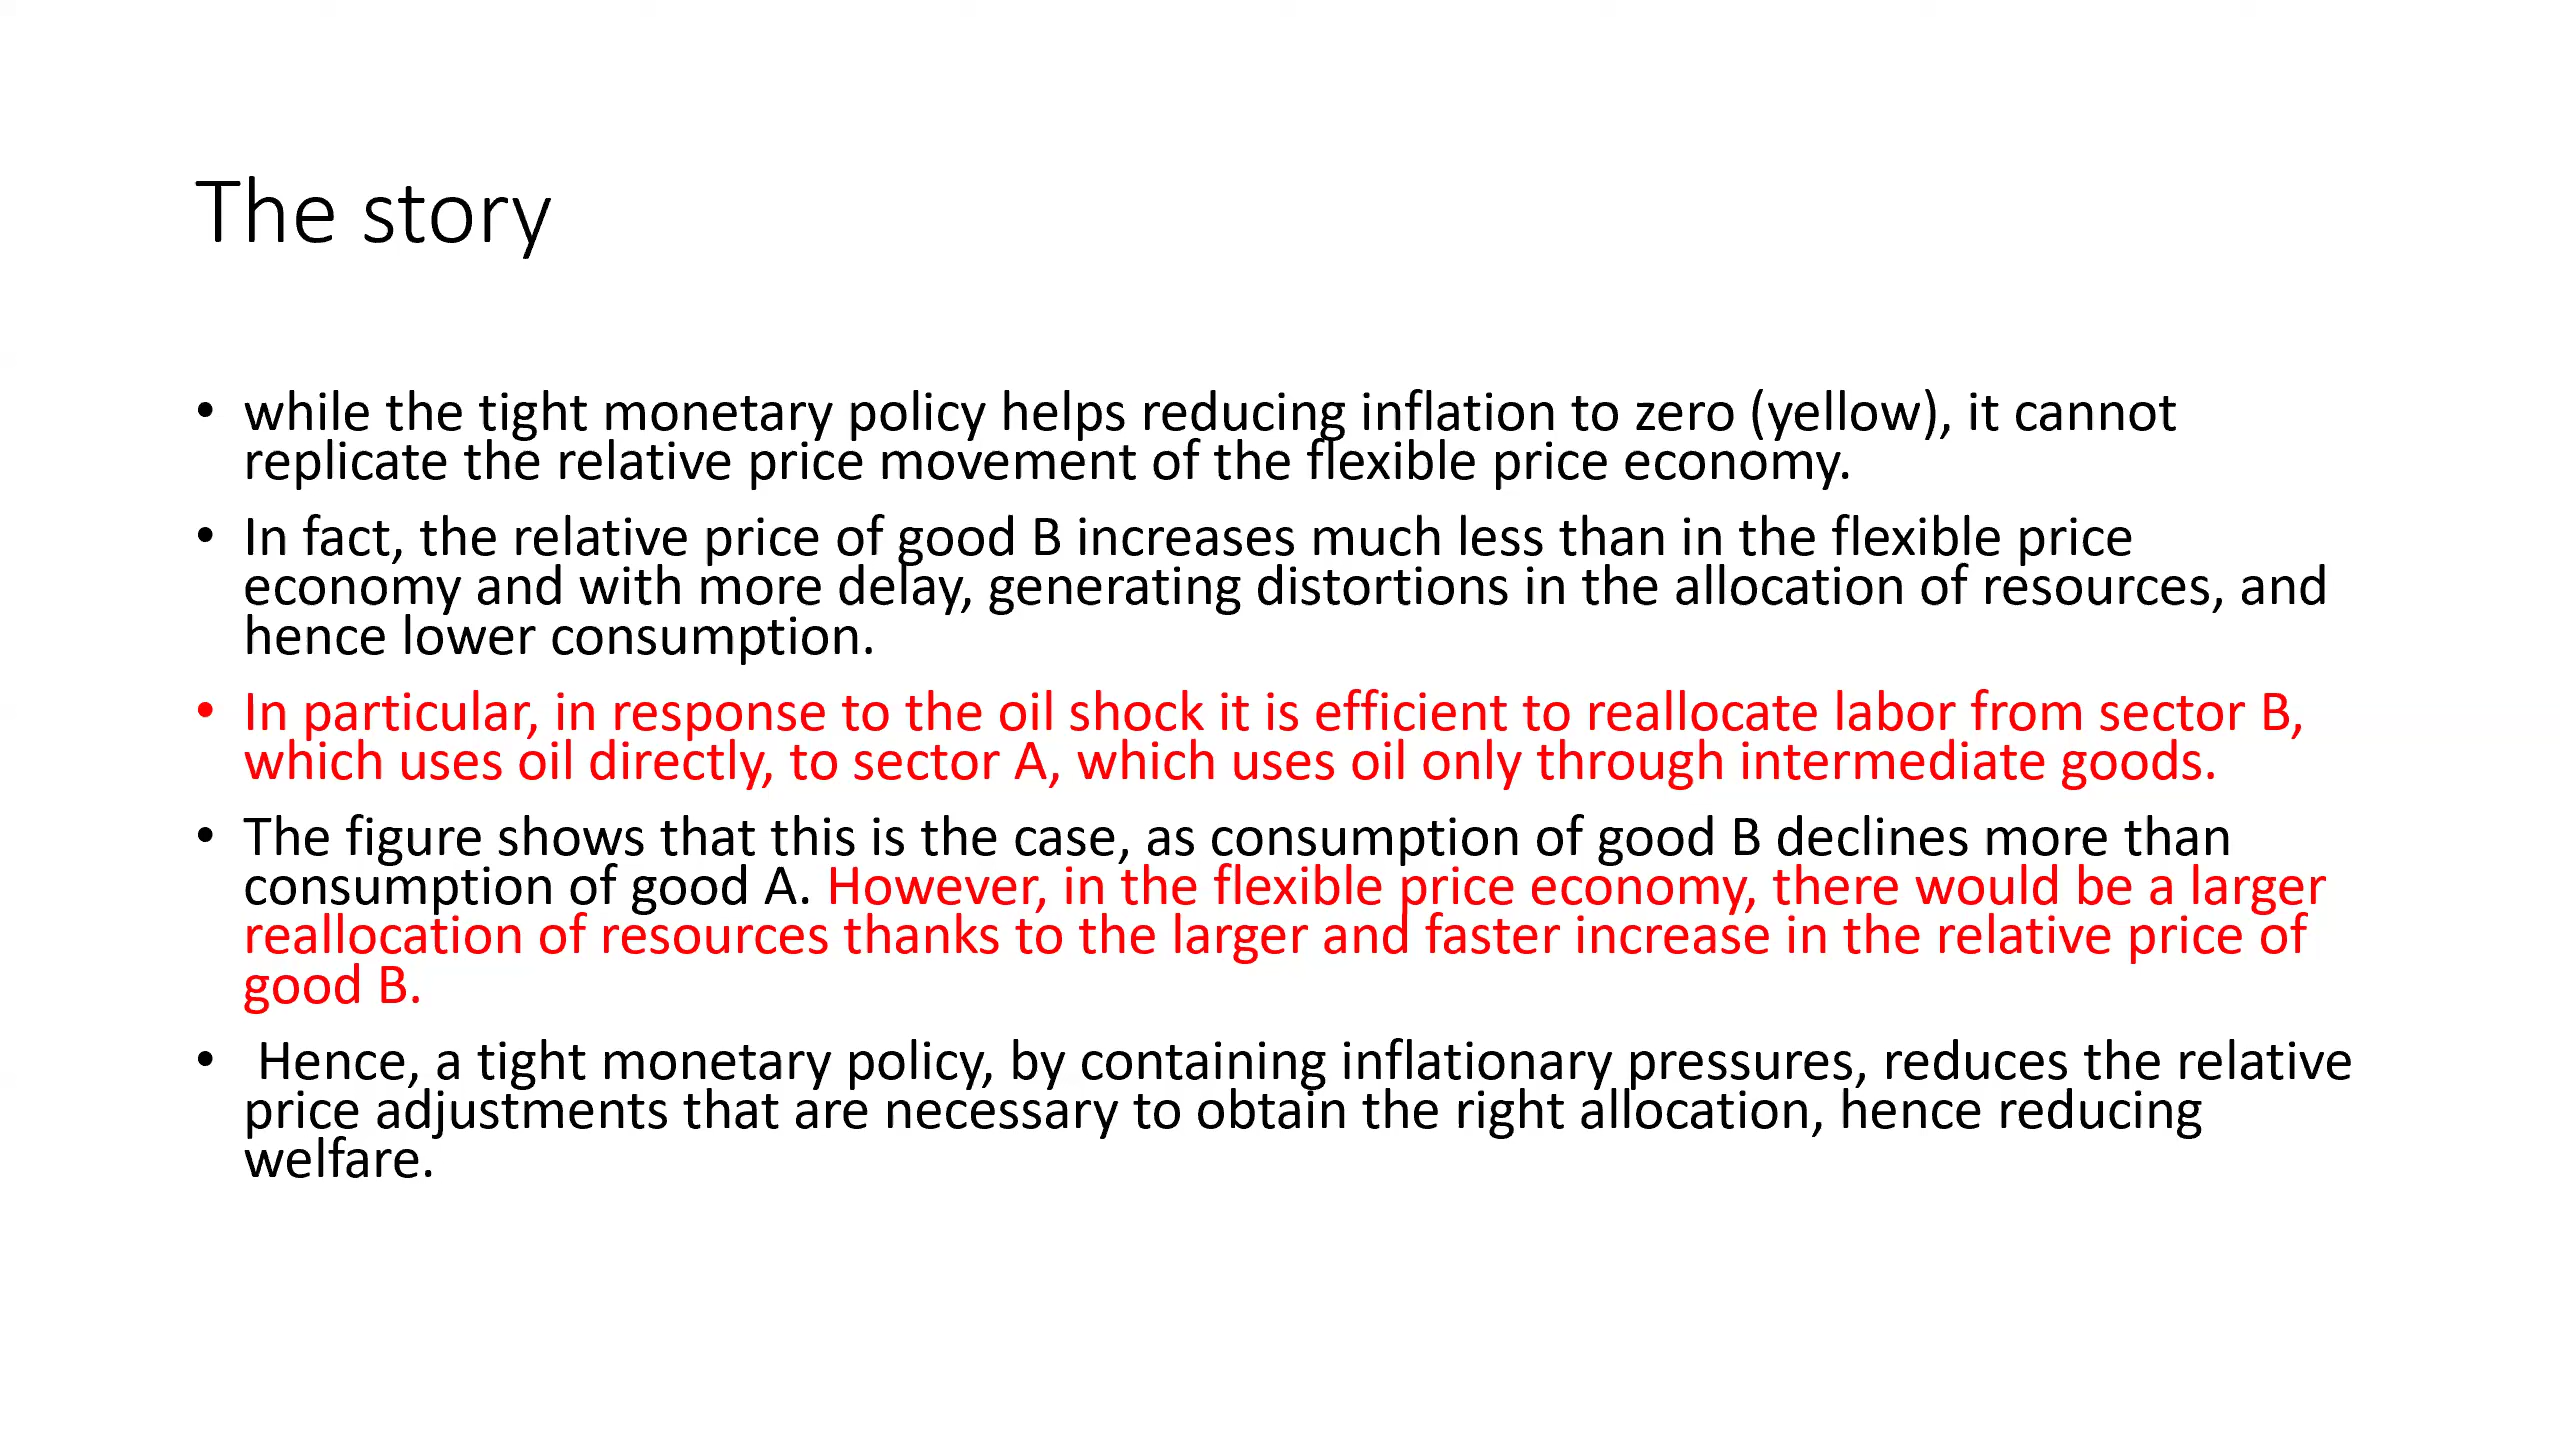 The story
• while the tight monetary policy helps reducing inflation to zero (yellow), it cannot
replicate the relative price movement of the flexible price economy.
• In fact, the relative price of good B increases much less than in the flexible price
economy and with more delay, generating distortions in the allocation of resources, and
hence lower consumption.
• In particular, in response to the oil shock it is efficient to reallocate labor from sector B,
which uses oil directly, to sector A, which uses oil only through intermediate goods.
• The figure shows that this is the case, as consumption of good B declines more than
consumption of good A. However, in the flexible price economy, there would be a larger
reallocation of resources thanks to the larger and faster increase in the relative price of
good B.
• Hence, a tight monetary policy, by containing inflationary pressures, reduces the relative
price adjustments that are necessary to obtain the right allocation, hence reducing
welfare.